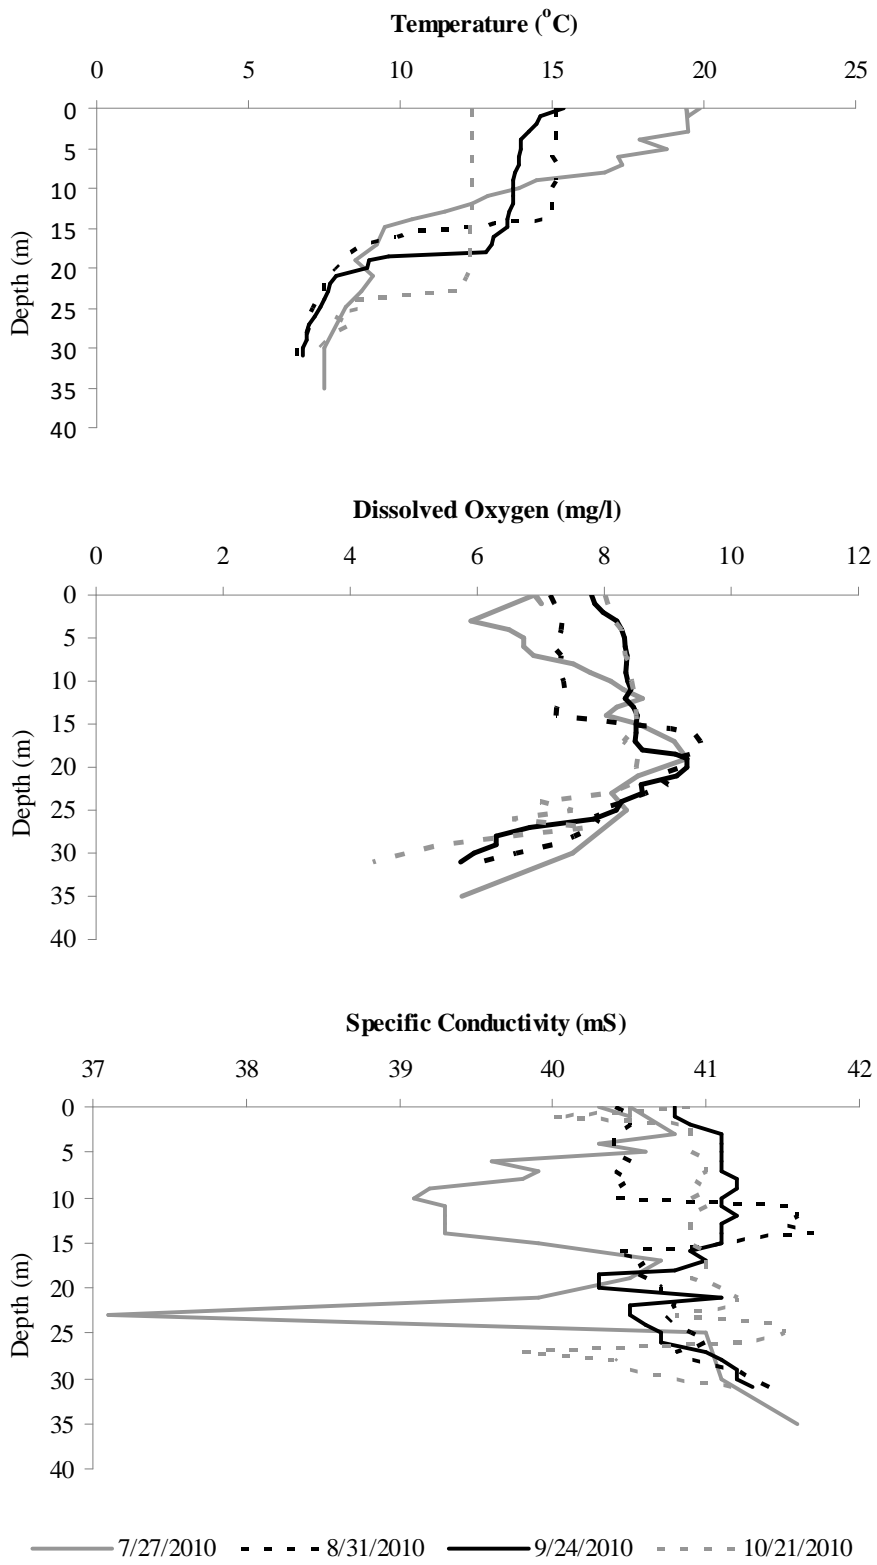 Temperature (°C)
0 5 10 15 20 25
0
5
10
15
20
25
30
35
40
Depth (m)
Dissolved Oxygen (mg/l)
0 2 4 6 8 10 12
0
5
10
15
20
25
30
35
40
Depth (m)
Specific Conductivity (mS)
37 38 39 40 41 42
0
5
10
15
20
25
30
35
40
Depth (m)
7/27/2010 8/31/2010 9/24/2010 10/21/2010